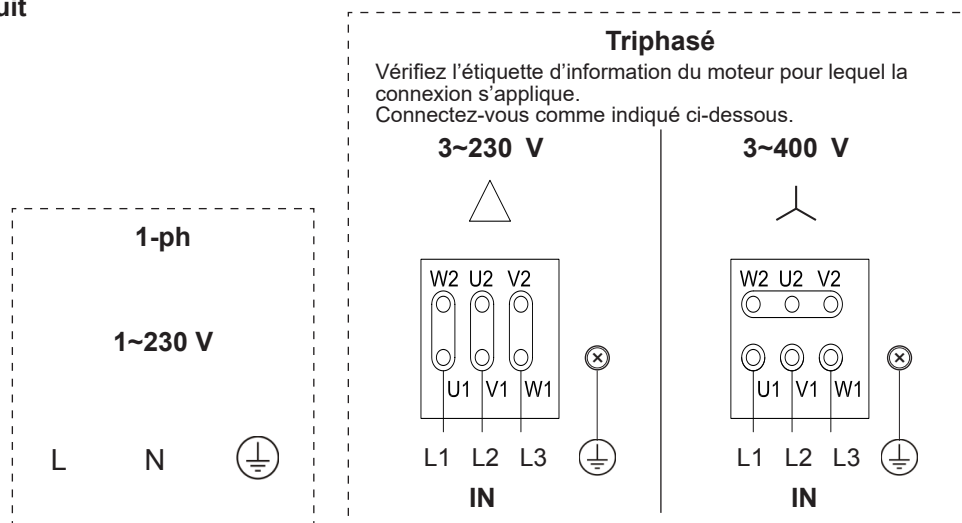 uit
Triphasé
Vérifiez l’étiquette d’information du moteur pour lequel la
connexion s’applique.
Connectez-vous comme indiqué ci-dessous.
3~230 V
3~400 V
1-ph
1~230 V
L N
W2 U2 V2
U1 V1 W1
L1 L2 L3
IN
W2 U2 V2
U1 V1 W1
L1 L2 L3
IN